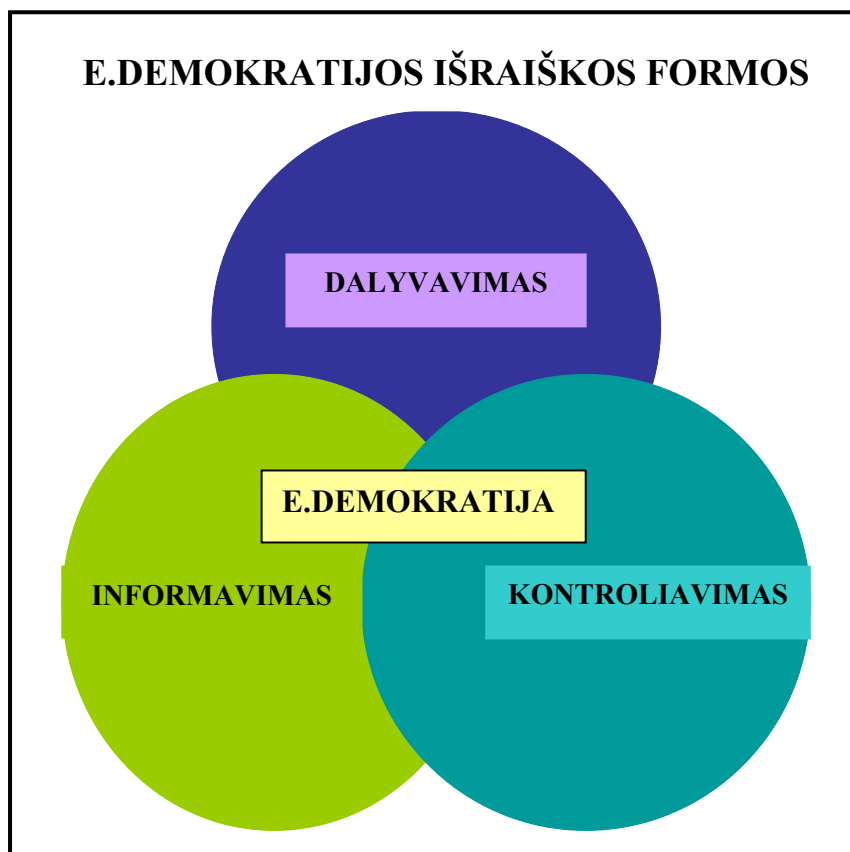 E.DEMOKRATIJOS IŠRAIŠKOS FORMOS
DALYVAVIMAS
E.DEMOKRATIJA
INFORMAVIMAS
KONTROLIAVIMAS